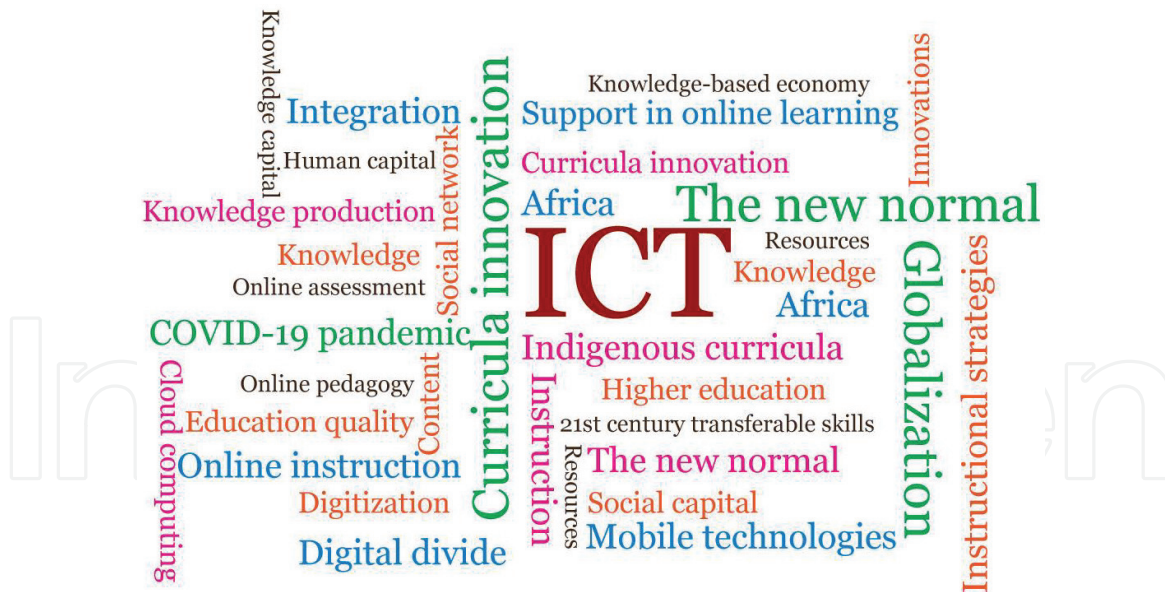 Knowledge capital
Integration
Human capital
Knowledge production
Knowledge
Online assessment
COVID-19 pandemic
Online pedagogy
Education quality
Online instruction
Digitization
Digital divide
Cloud computing
Content
Social network
Curricula innovation
Knowledge-based economy
Support in online learning
Curricula innovation
Africa
The new normal
ICT
Resources
Knowledge
Africa
Indigenous curricula
Higher education
21st century transferable skills
The new normal
Social capital
Mobile technologies
Instruction
Resources
Innovations
Globalization
Instructional strategies